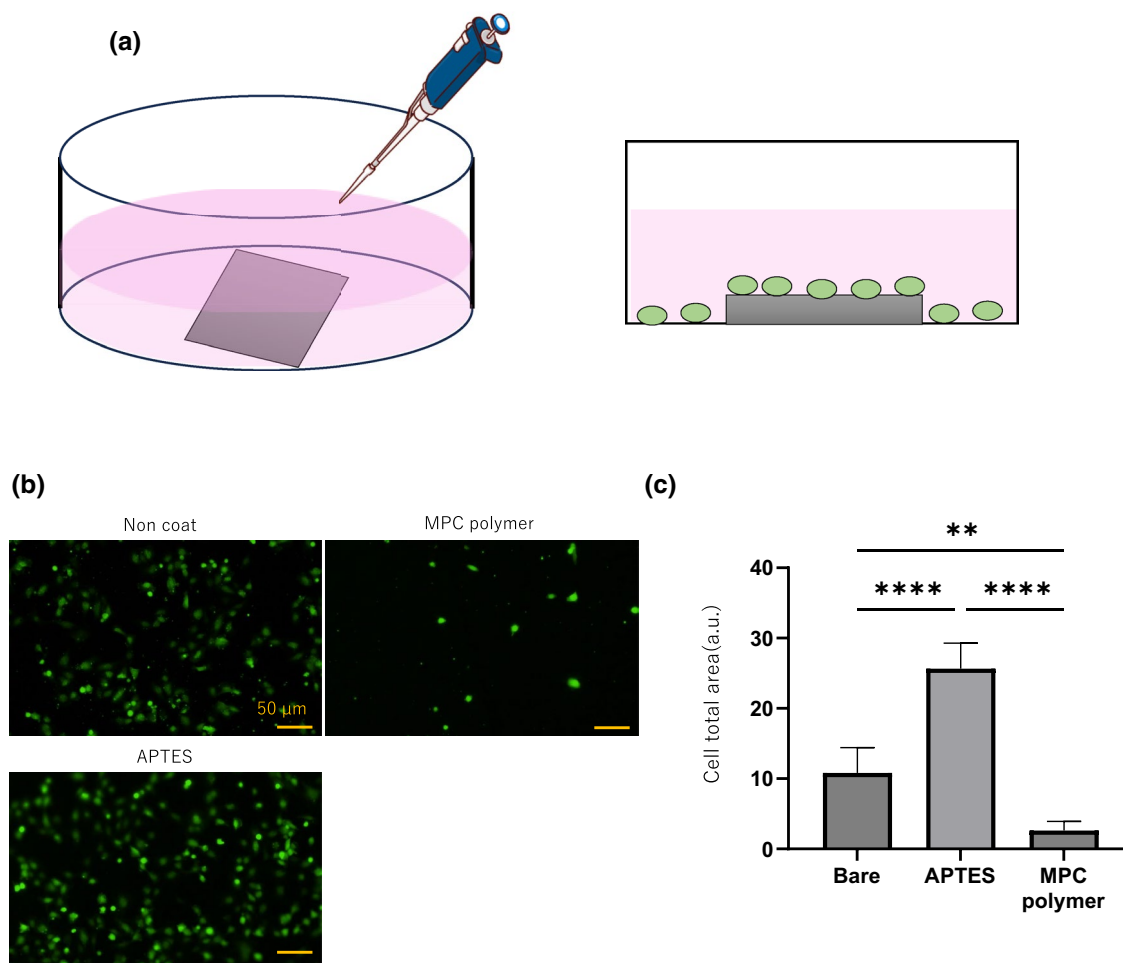 (a)
(b)
Non coat
MPC polymer
50 μm
APTES
(c)
**
****
****
Cell total area(a.u.)
40
30
20
10
0
Bare
APTES
MPC
polymer